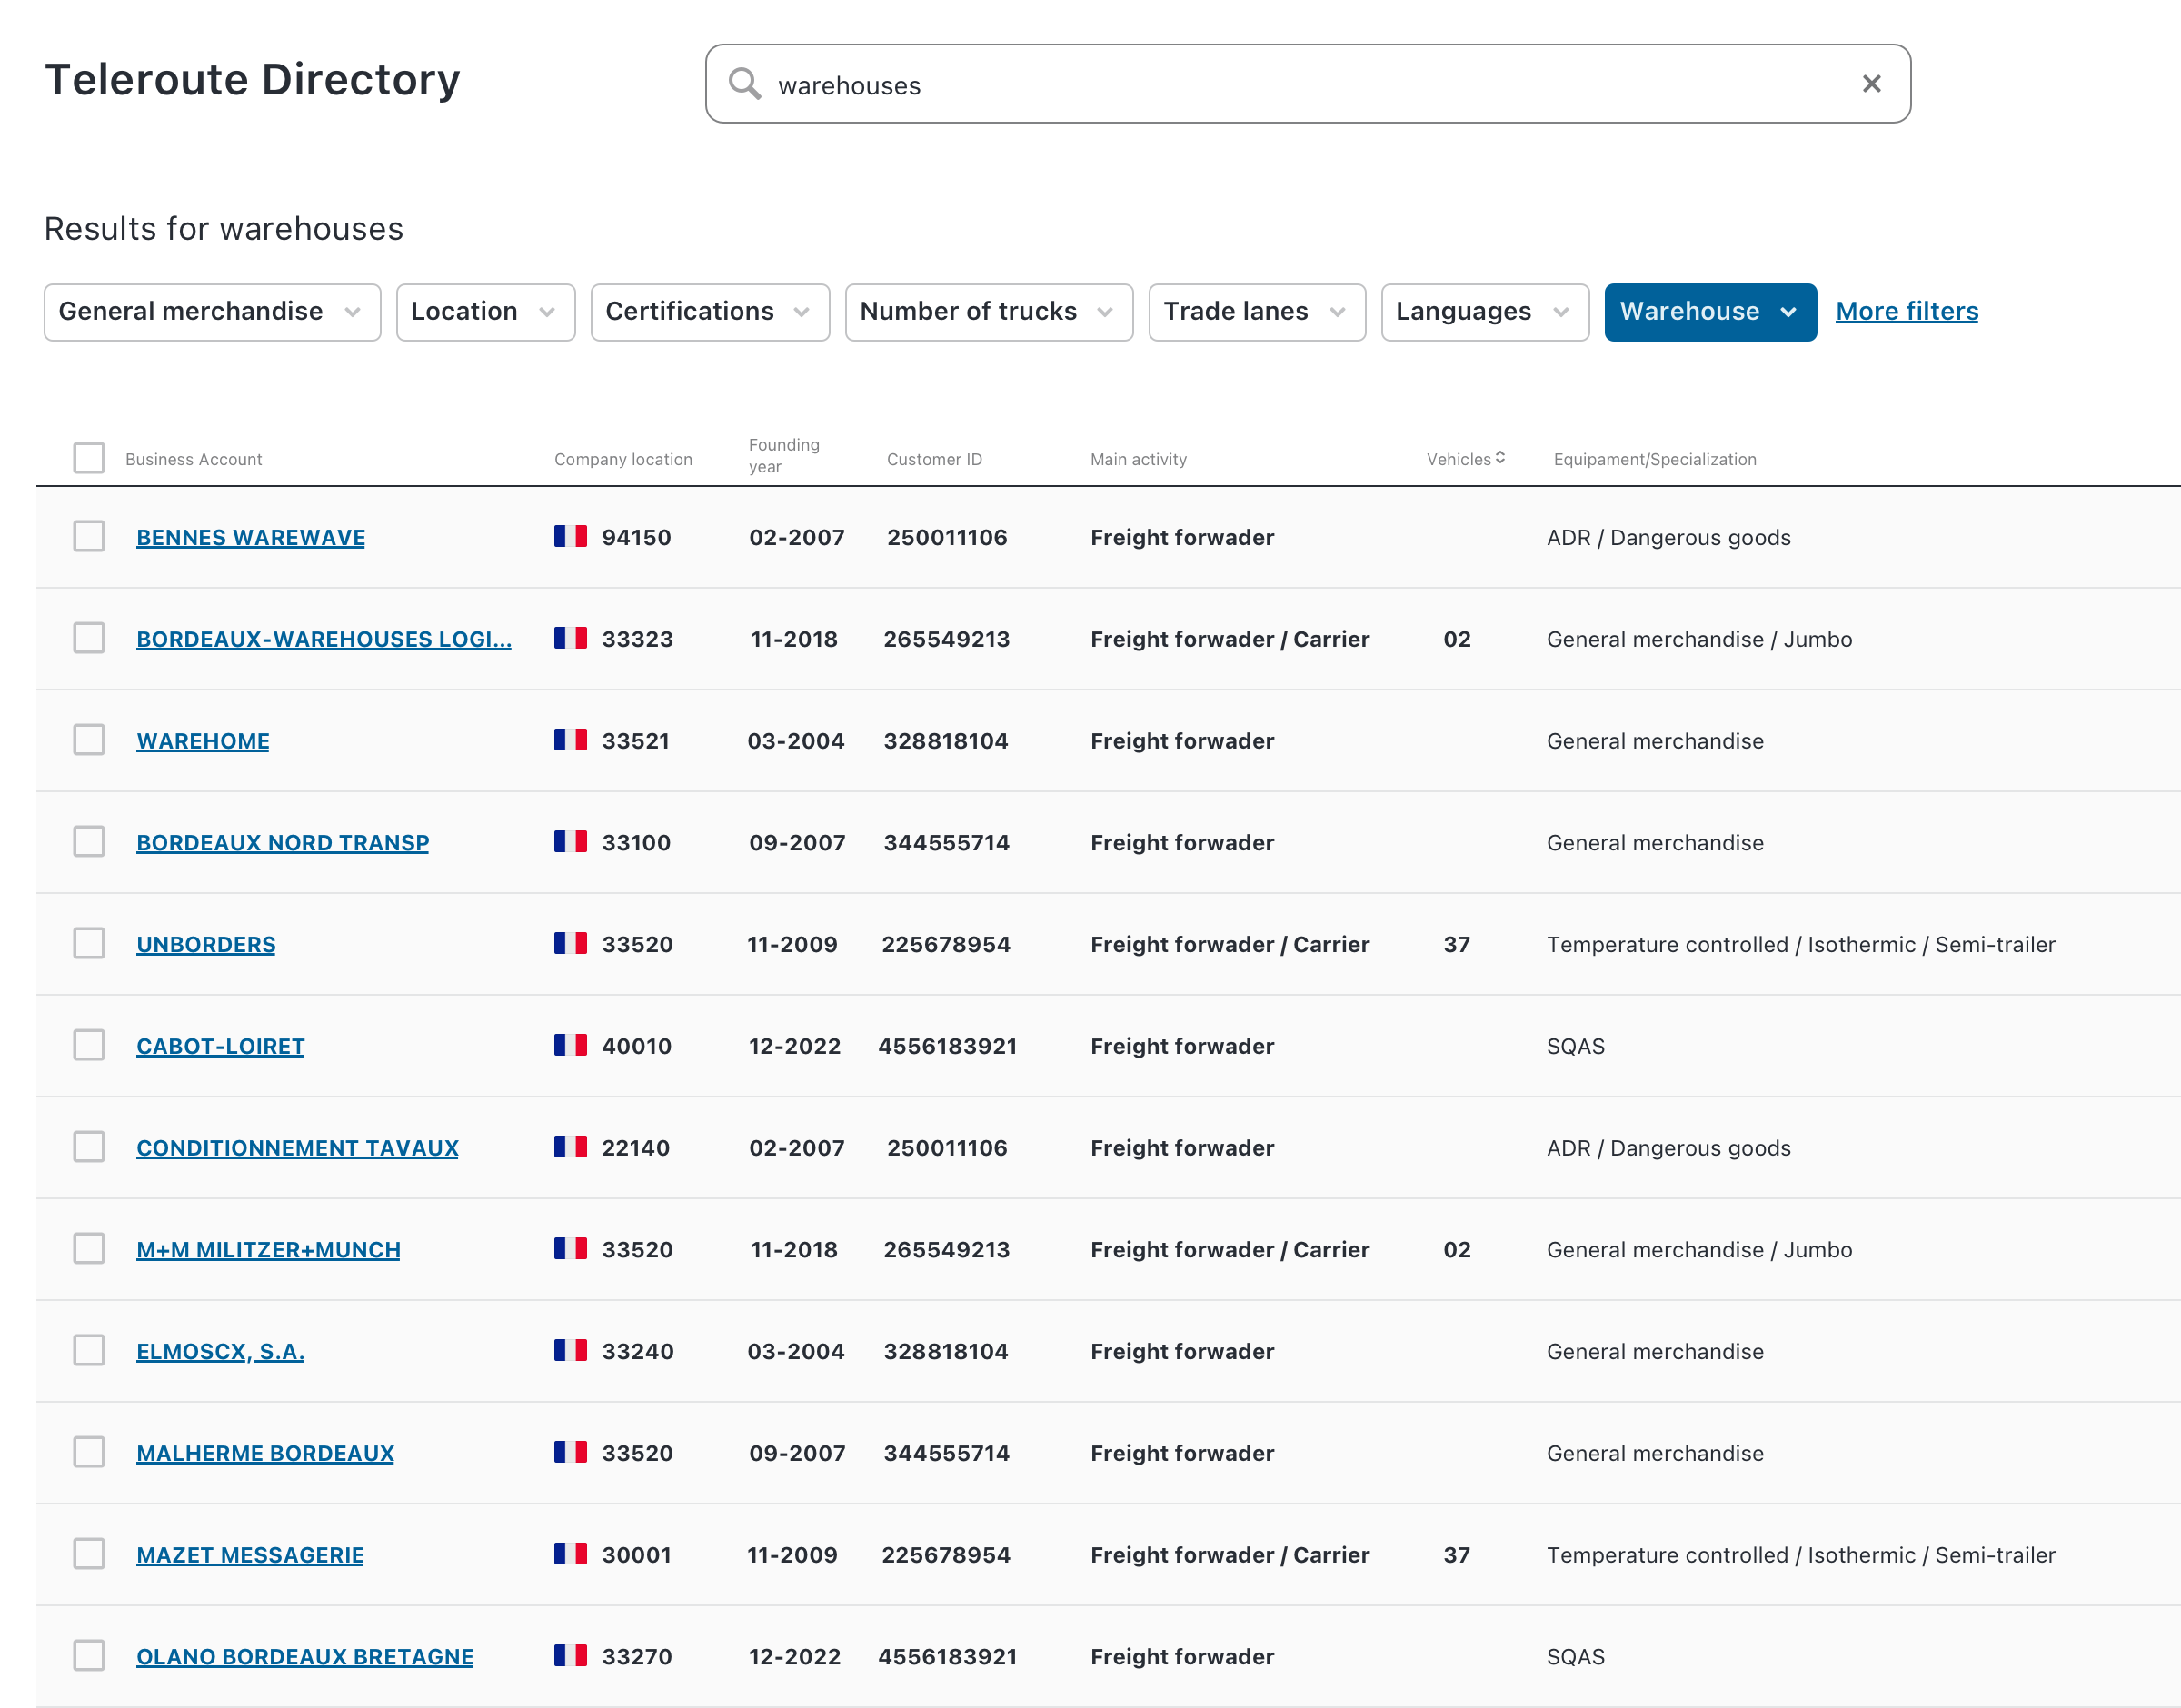 Teleroute Directory
warehouses
Results for warehouses
General merchandise Location Certifications Number of trucks Trade lanes Languages Warehouse More filters
Business Account Company location Founding year Customer ID Main activity Vehicles Equipament/Specialization
BENNES WAREWAVE 94150 02-2007 250011106 Freight forwader ADR / Dangerous goods
BORDEAUX-WAREHOUSES LOGI... 33323 11-2018 265549213 Freight forwader / Carrier 02 General merchandise / Jumbo
WAREHOME 33521 03-2004 328818104 Freight forwader General merchandise
BORDEAUX NORD TRANSP 33100 09-2007 344555714 Freight forwader General merchandise
UNBORDERS 33520 11-2009 225678954 Freight forwader / Carrier 37 Temperature controlled / Isothermic / Semi-trailer
CABOT-LOIRET 40010 12-2022 4556183921 Freight forwader SQAS
CONDITIONNEMENT TAVAUX 22140 02-2007 250011106 Freight forwader ADR / Dangerous goods
M+M MILITZER+MUNCH 33520 11-2018 265549213 Freight forwader / Carrier 02 General merchandise / Jumbo
ELMOSCX, S.A. 33240 03-2004 328818104 Freight forwader General merchandise
MALHERME BORDEAUX 33520 09-2007 344555714 Freight forwader General merchandise
MAZET MESSAGERIE 30001 11-2009 225678954 Freight forwader / Carrier 37 Temperature controlled / Isothermic / Semi-trailer
OLANO BORDEAUX BRETAGNE 33270 12-2022 4556183921 Freight forwader SQAS